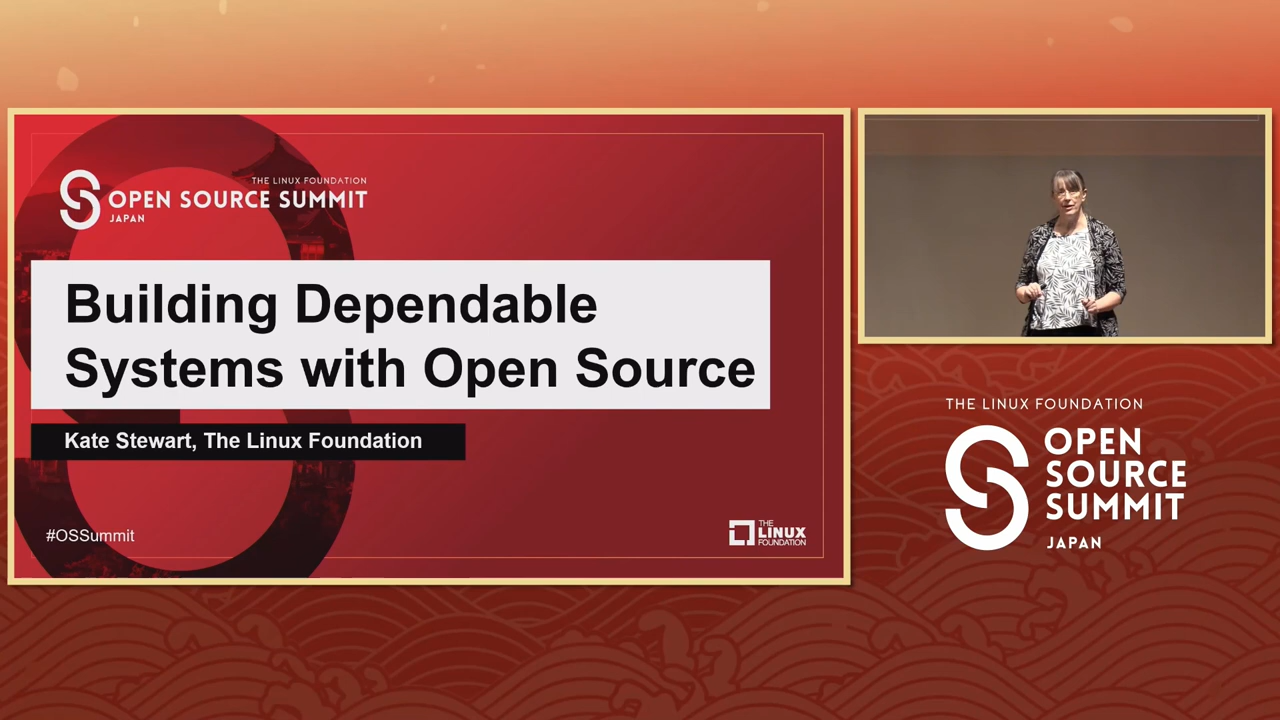 THE LINUX FOUNDATION
OPEN SOURCE SUMMIT
JAPAN
Building Dependable
Systems with Open Source
Kate Stewart, The Linux Foundation
#OSSummit
THE
LINUX
FOUNDATION
THE LINUX FOUNDATION
OPEN
SOURCE
SUMMIT
JAPAN